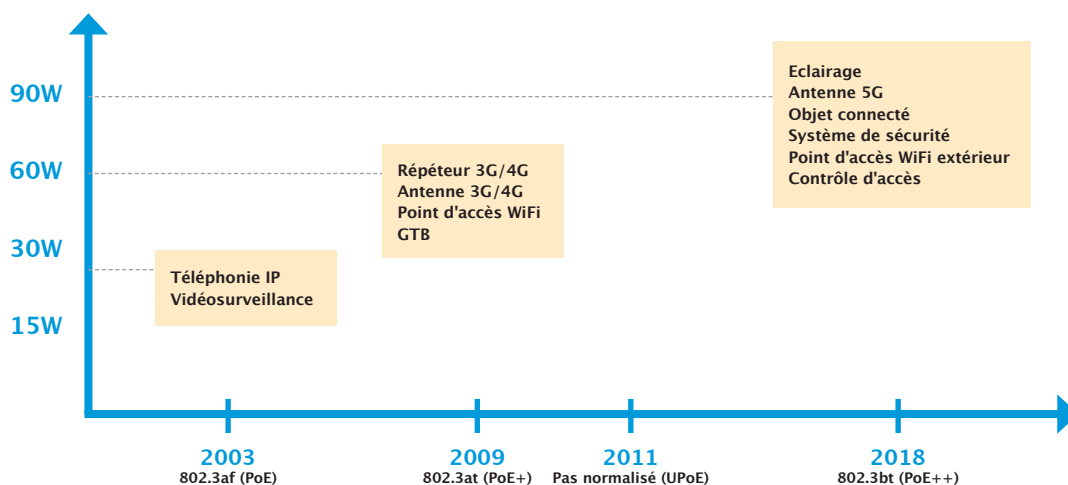 90W
60W
30W
15W
Eclairage
Antenne 5G
Objet connecté
Système de sécurité
Point d'accès WiFi extérieur
Contrôle d'accès
Répéteur 3G/4G
Antenne 3G/4G
Point d'accès WiFi
GTB
Téléphonie IP
Vidéosurveillance
2003
802.3af (PoE)
2009
802.3at (PoE+)
2011
Pas normalisé (UPoE)
2018
802.3bt (PoE++)